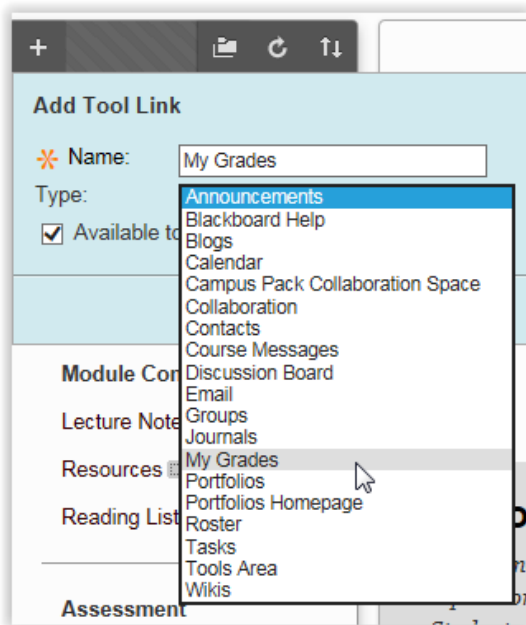 Add Tool Link
Name: My Grades
Type:
Announcements
Available to
Blackboard Help
Blogs
Calendar
Campus Pack Collaboration Space
Collaboration
Contacts
Course Messages
Discussion Board
Email
Groups
Journals
My Grades
Portfolios
Portfolios Homepage
Roster
Tasks
Tools Area
Wikis
Module Con
Lecture Note
Resources
Reading List
Assessment